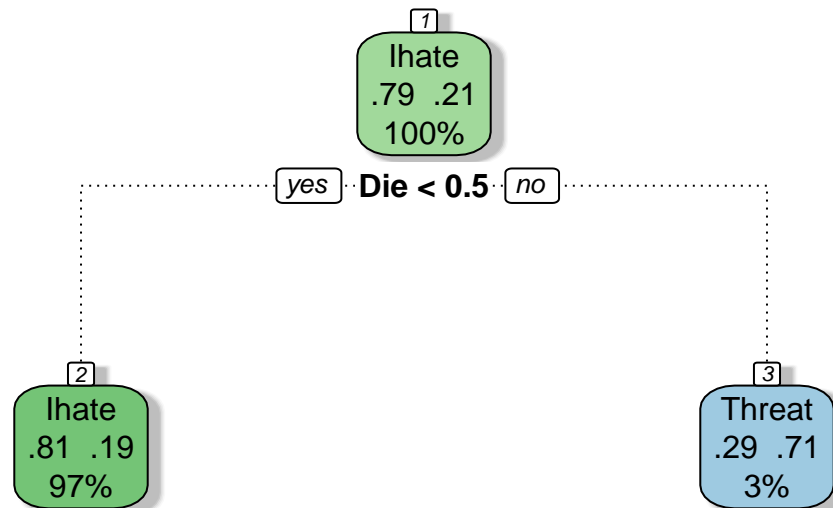 1
Ihate
.79 .21
100%
yes Die < 0.5 no
2
Ihate
.81 .19
97%
3
Threat
.29 .71
3%